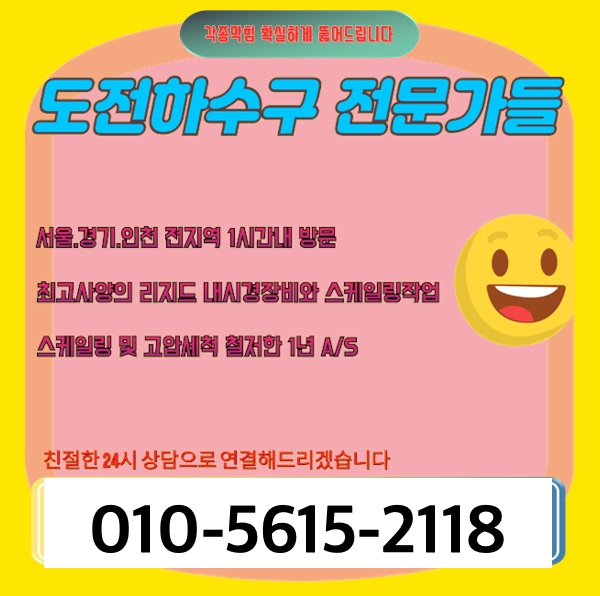 각종막힘 확실하게 뚫어드립니다
도전하수구 전문가들
서울.경기.인천 전지역 1시간내 방문
최고사양의 리지드 내시경장비와 스케일링작업
스케일링 및 고압세척 철저한 1년 A/S
친절한 24시 상담으로 연결해드리겠습니다
010-5615-2118